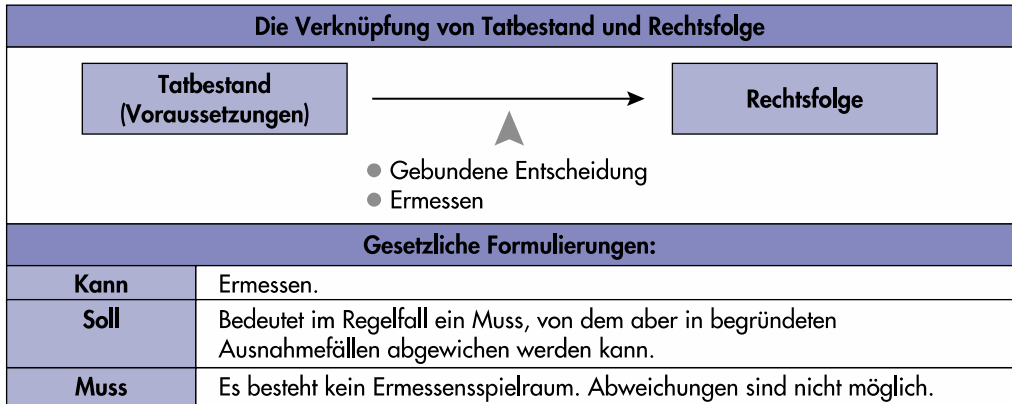 Die Verknüpfung von Tatbestand und Rechtsfolge
Tatbestand
(Voraussetzungen)
Rechtsfolge
Gebundene Entscheidung
Ermessen
Gesetzliche Formulierungen:
Kann
Ermessen.
Soll
Bedeutet im Regelfall ein Muss, von dem aber in begründeten
Ausnahmefällen abgewichen werden kann.
Muss
Es besteht kein Ermessensspielraum. Abweichungen sind nicht möglich.